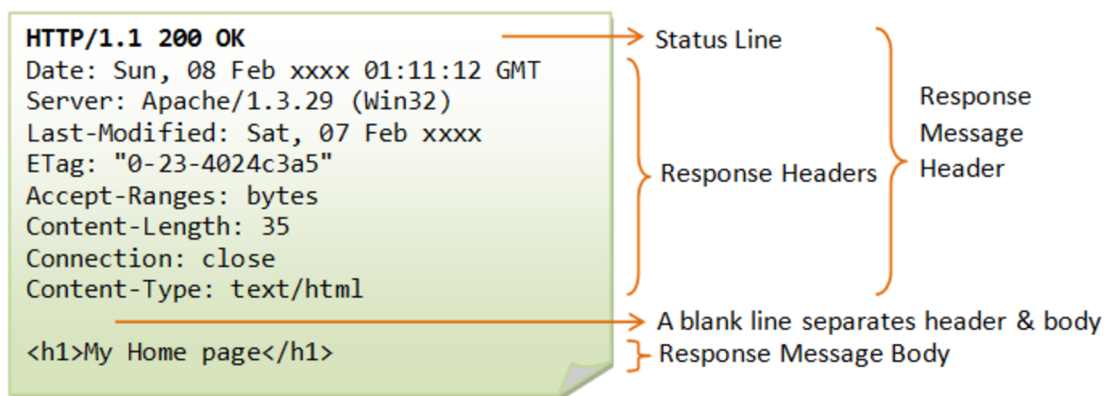 HTTP/1.1 200 OK
Date: Sun, 08 Feb xxxx 01:11:12 GMT
Server: Apache/1.3.29 (Win32)
Last-Modified: Sat, 07 Feb xxxx
ETag: "0-23-4024c3a5"
Accept-Ranges: bytes
Content-Length: 35
Connection: close
Content-Type: text/html
<h1>My Home page</h1>
Status Line
Response Headers
Response
Message
Header
A blank line separates header & body
Response Message Body